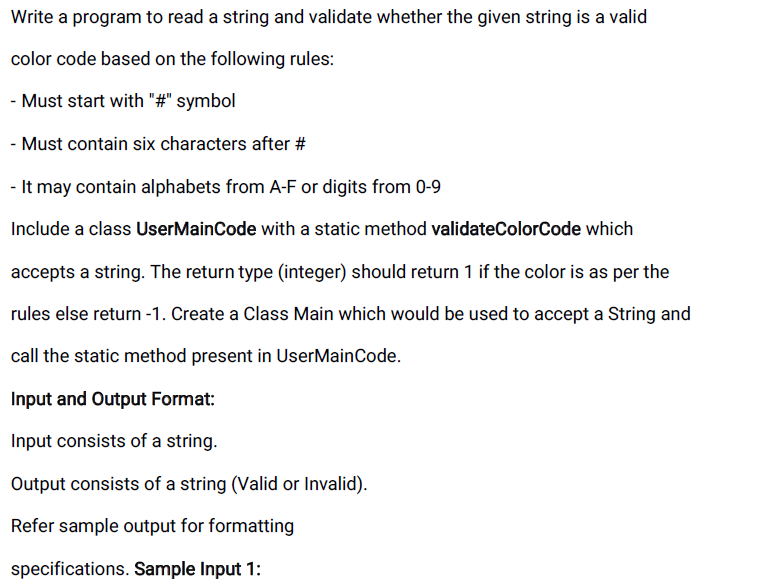 Write a program to read a string and validate whether the given string is a valid
color code based on the following rules:
- Must start with "#" symbol
- Must contain six characters after #
- It may contain alphabets from A-F or digits from 0-9
Include a class UserMainCode with a static method validateColorCode which
accepts a string. The return type (integer) should return 1 if the color is as per the
rules else return -1. Create a Class Main which would be used to accept a String and
call the static method present in UserMainCode.
Input and Output Format:
Input consists of a string.
Output consists of a string (Valid or Invalid).
Refer sample output for formatting
specifications. Sample Input 1: